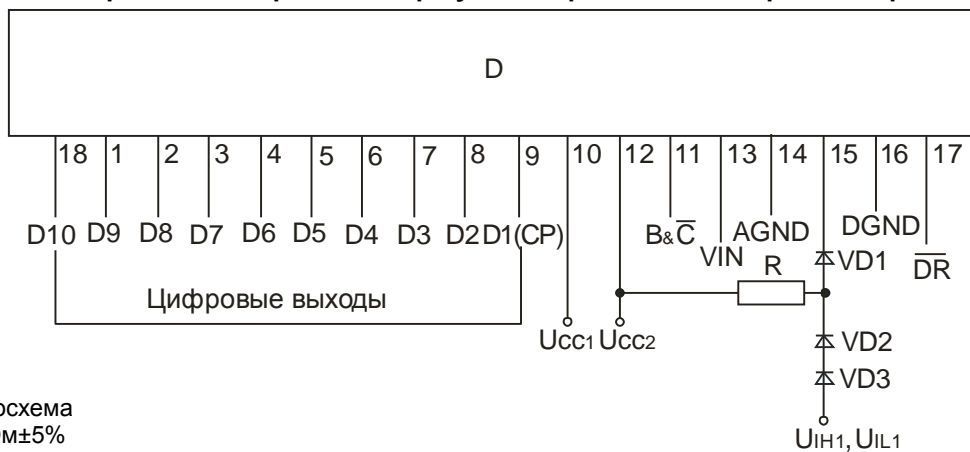 D
18 1 2 3 4 5 6 7 8 9 10 12 11 13 14 15 16 17
D10 D9 D8 D7 D6 D5 D4 D3 D2 D1(CP) B&C̅ VIN AGND DGND D̅R̅
R VD1
Цифровые выходы
Ucc1 Ucc2
VD2
VD3
UIH1, UIL1
м±5%